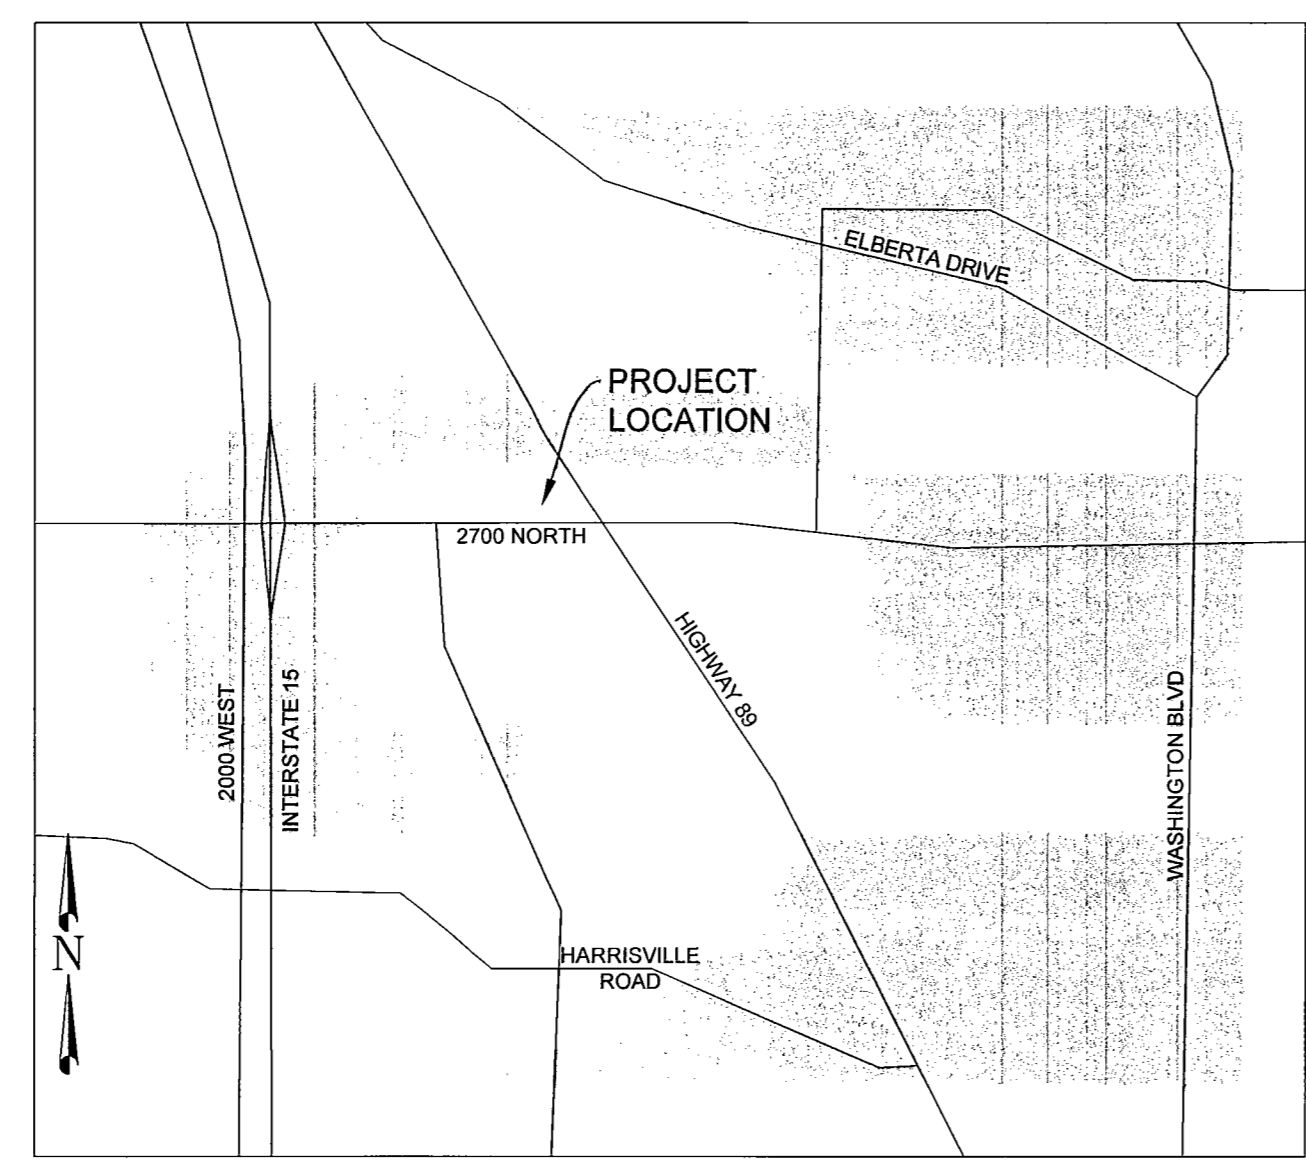 ELBERTA DRIVE
PROJECT
LOCATION
2700 NORTH
HIGHWAY 89
2000 WEST
INTERSTATE 15
WASHINGTON BLVD
N
HARRISVILLE
ROAD